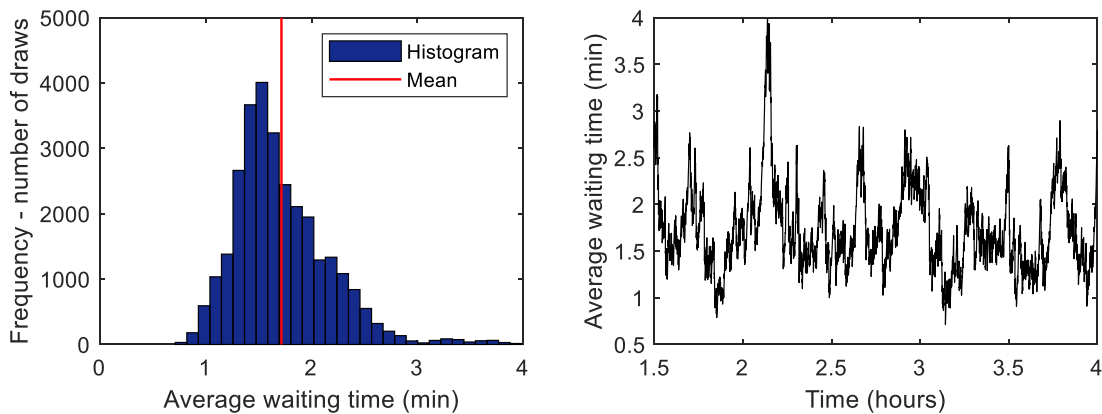 Frequency - number of draws
5000
4000
3000
2000
1000
0
Histogram
Mean
0 1 2 3 4
Average waiting time (min)
Average waiting time (min)
4
3.5
3
2.5
2
1.5
1
0.5
1.5 2 2.5 3 3.5 4
Time (hours)